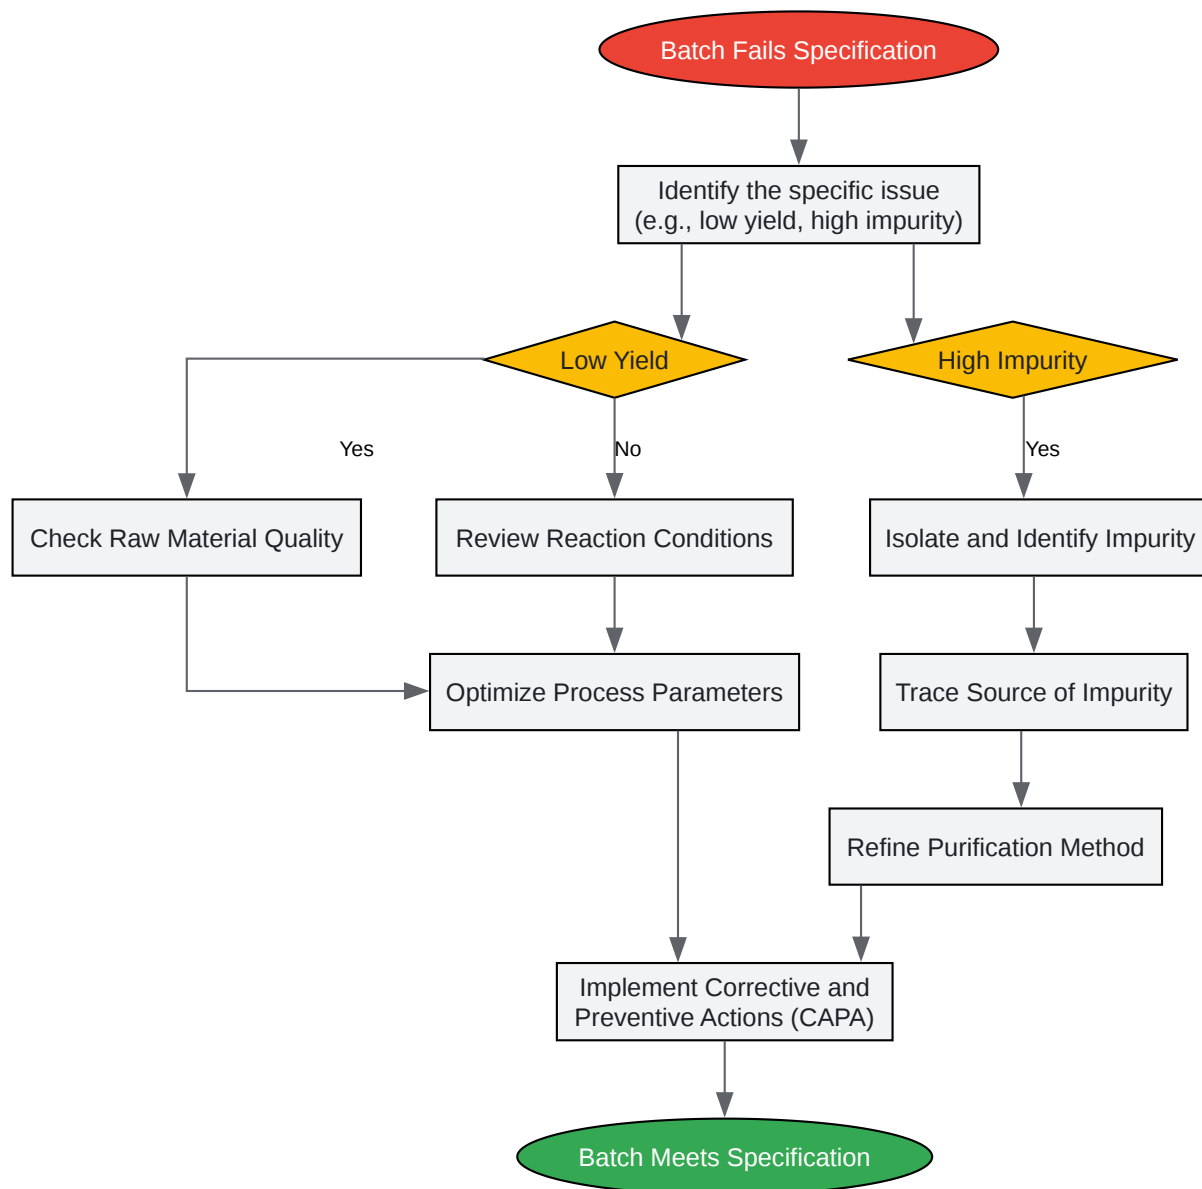 Batch Fails Specification
Identify the specific issue
(e.g., low yield, high impurity)
Low Yield
High Impurity
Yes
No
Yes
Check Raw Material Quality
Review Reaction Conditions
Isolate and Identify Impurity
Optimize Process Parameters
Trace Source of Impurity
Refine Purification Method
Implement Corrective and
Preventive Actions (CAPA)
Batch Meets Specification